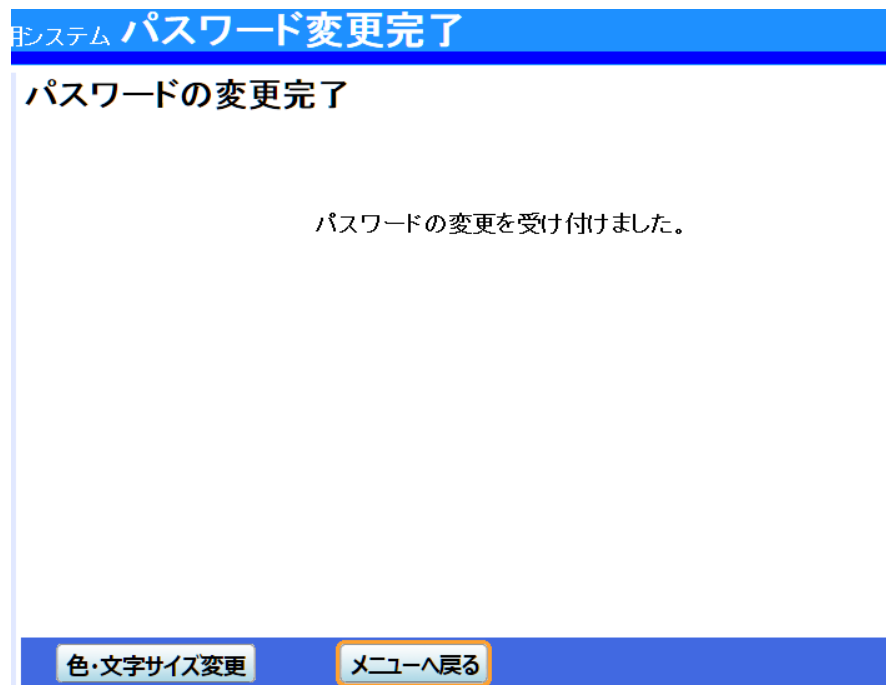 用システム パスワード変更完了
パスワードの変更完了
パスワードの変更を受け付けました。
色・文字サイズ変更 メニューへ戻る